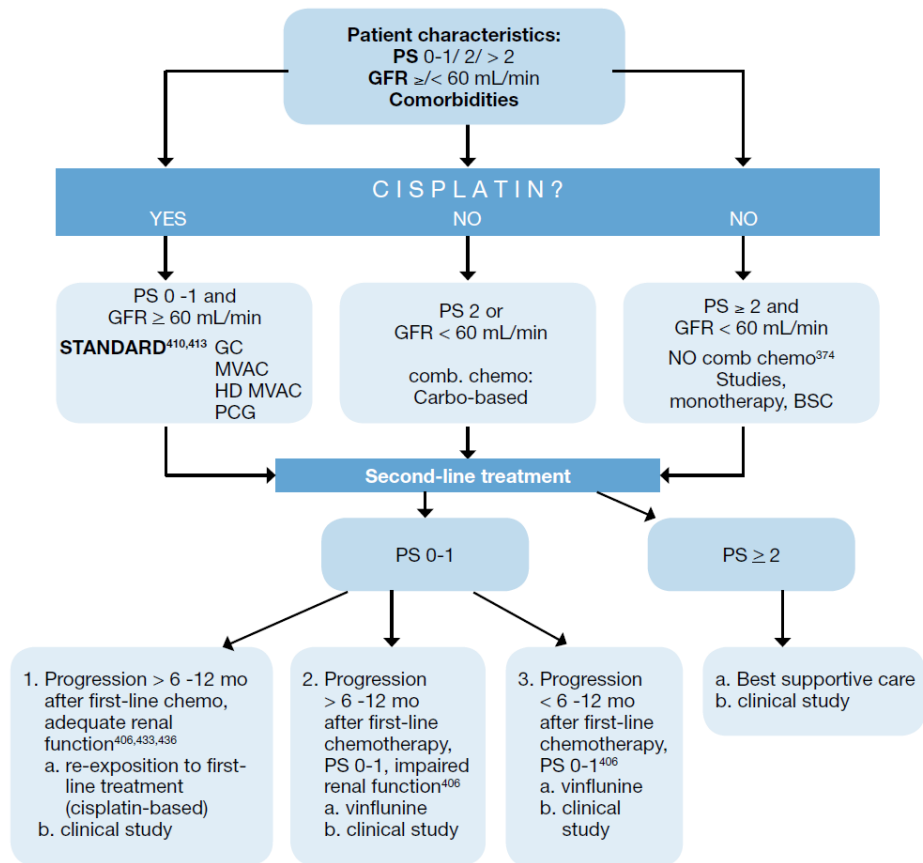 Patient characteristics:
PS 0-1/ 2/ > 2
GFR ≥/< 60 mL/min
Comorbidities
CISPLATIN?
YES
NO
NO
PS 0 -1 and
GFR ≥ 60 mL/min
STANDARD410,413 GC
MVAC
HD MVAC
PCG
PS 2 or
GFR < 60 mL/min
comb. chemo:
Carbo-based
PS ≥ 2 and
GFR < 60 mL/min
NO comb chemo374
Studies,
monotherapy, BSC
Second-line treatment
PS 0-1
PS ≥ 2
1. Progression > 6 -12 mo
after first-line chemo,
adequate renal
function406,433,436
a. re-exposition to first-
line treatment
(cisplatin-based)
b. clinical study
2. Progression
> 6 -12 mo
after first-line
chemotherapy,
PS 0-1, impaired
renal function406
a. vinflunine
b. clinical study
3. Progression
< 6 -12 mo
after first-line
chemotherapy,
PS 0-1406
a. vinflunine
b. clinical
study
a. Best supportive care
b. clinical study